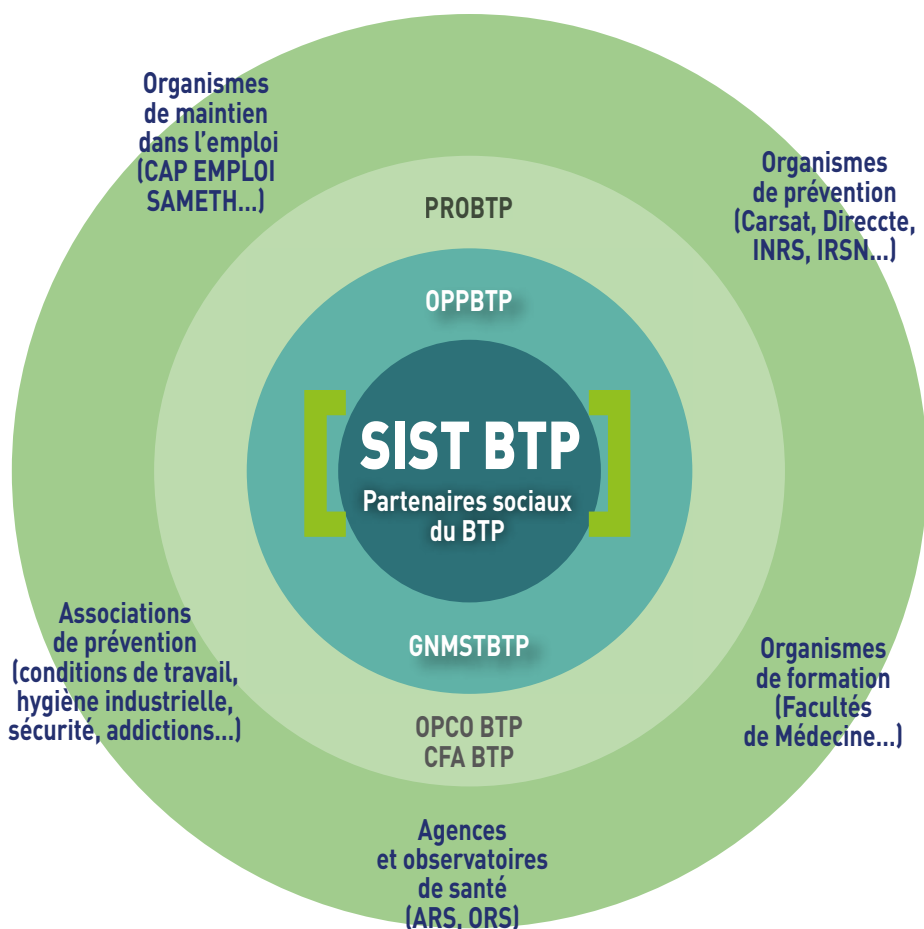 Organismes
de maintien
dans l’emploi
(CAP EMPLOI
SAMETH...)
Organismes
de prévention
(Carsat, Direccte,
INRS, IRSN...)
PROBTP
OPPBTP
SIST BTP
Partenaires sociaux
du BTP
GNMSTBTP
OPCO BTP
CFA BTP
Associations
de prévention
(conditions de travail,
hygiène industrielle,
sécurité, addictions...)
Organismes
de formation
(Facultés
de Médecine...)
Agences
et observatoires
de santé
(ARS, ORS)